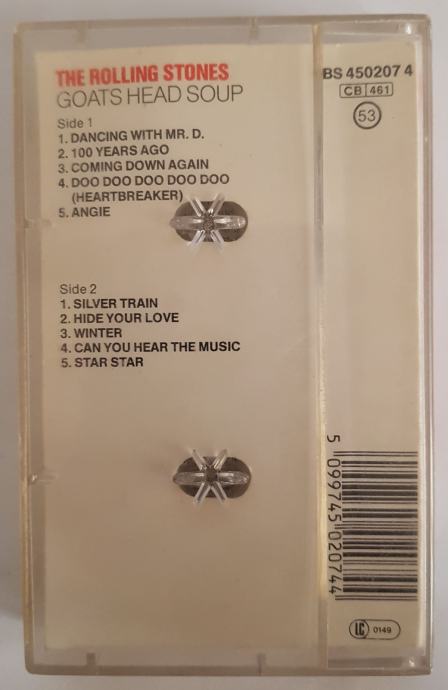 THE ROLLING STONES
GOATS HEAD SOUP
Side 1
1. DANCING WITH MR. D.
2. 100 YEARS AGO
3. COMING DOWN AGAIN
4. DOO DOO DOO DOO DOO
(HEARTBREAKER)
5. ANGIE
Side 2
1. SILVER TRAIN
2. HIDE YOUR LOVE
3. WINTER
4. CAN YOU HEAR THE MUSIC
5. STAR STAR
BS 450207 4
CB 461
53
5 099745 020744
LC 0149